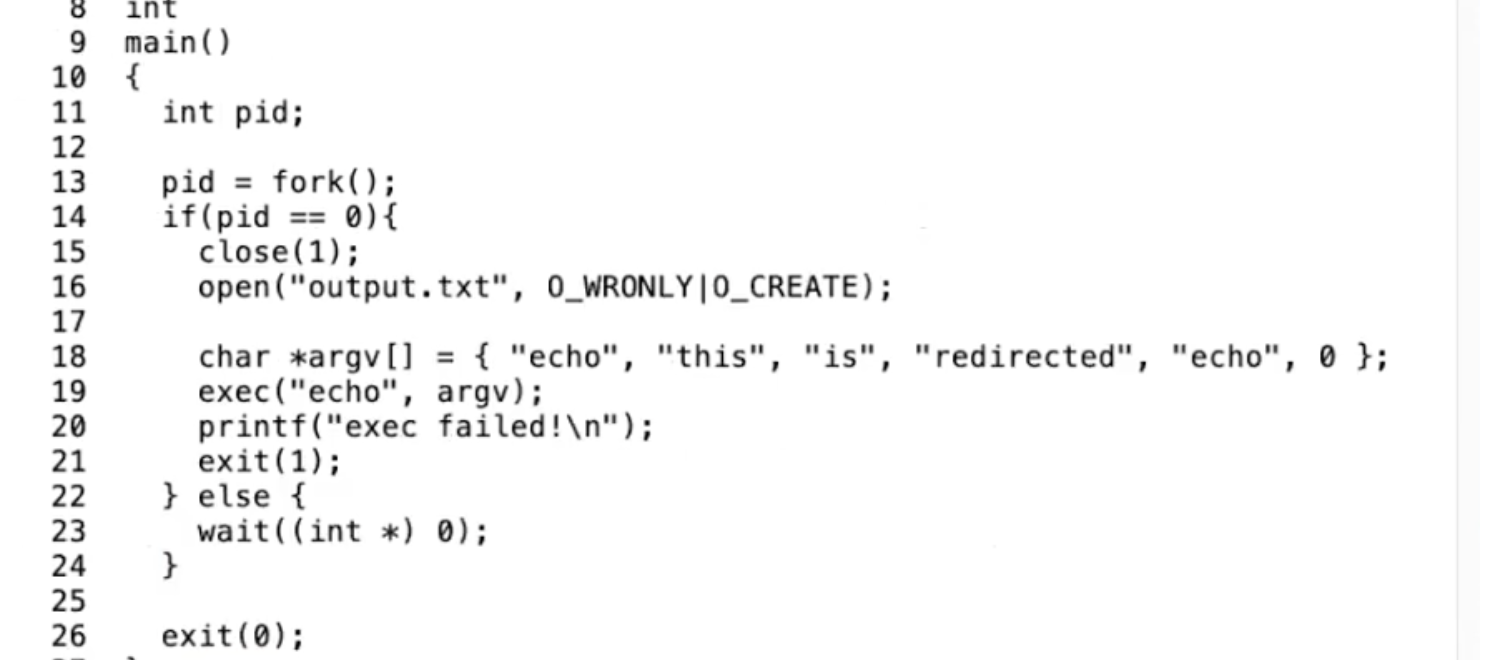 8 int
9 main()
10 {
11 int pid;
12
13 pid = fork();
14 if(pid == 0){
15 close(1);
16 open("output.txt", O_WRONLY|O_CREATE);
17
18 char *argv[] = { "echo", "this", "is", "redirected", "echo", 0 };
19 exec("echo", argv);
20 printf("exec failed!\n");
21 exit(1);
22 } else {
23 wait((int *) 0);
24 }
25
26 exit(0);